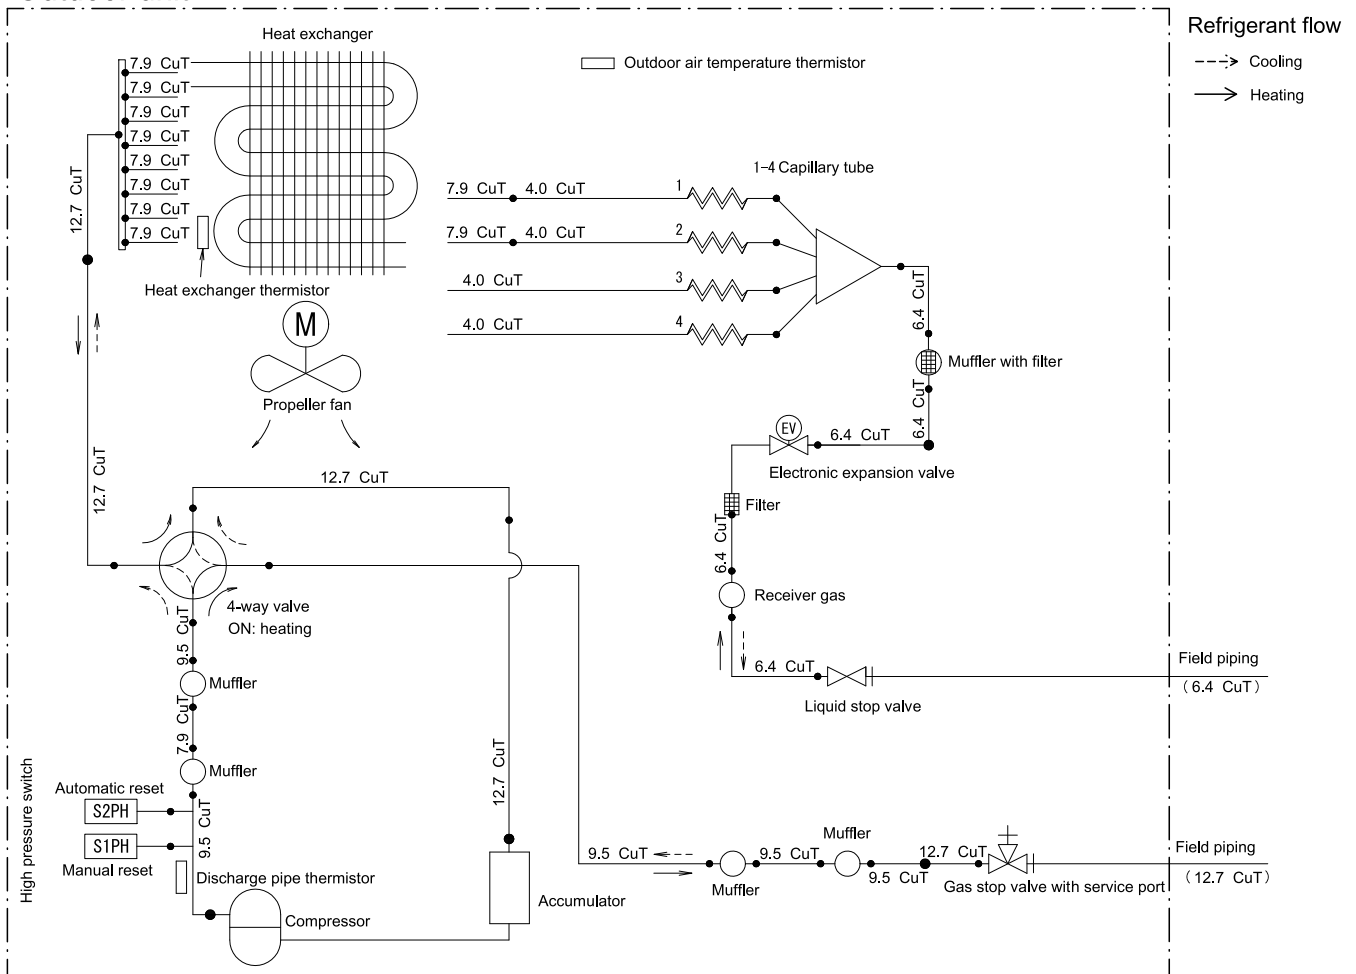 Refrigerant flow
Cooling
Heating
Heat exchanger
Outdoor air temperature thermistor
7.9 CuT
7.9 CuT
7.9 CuT
7.9 CuT
7.9 CuT
7.9 CuT
7.9 CuT
7.9 CuT
12.7 CuT
Heat exchanger thermistor
1-4 Capillary tube
7.9 CuT 4.0 CuT 1
7.9 CuT 4.0 CuT 2
4.0 CuT 3
4.0 CuT 4
6.4 CuT
Muffler with filter
6.4 CuT
M
Propeller fan
EV
6.4 CuT
Electronic expansion valve
12.7 CuT
12.7 CuT
Filter
6.4 CuT
Receiver gas
4-way valve
ON: heating
9.5 CuT
Muffler
7.9 CuT
Muffler
6.4 CuT
Liquid stop valve
Field piping
(6.4 CuT)
High pressure switch
Automatic reset
S2PH
S1PH
Manual reset
9.5 CuT
Discharge pipe thermistor
Compressor
12.7 CuT
Accumulator
9.5 CuT
Muffler
9.5 CuT
Muffler
9.5 CuT
12.7 CuT
Gas stop valve with service port
Field piping
(12.7 CuT)